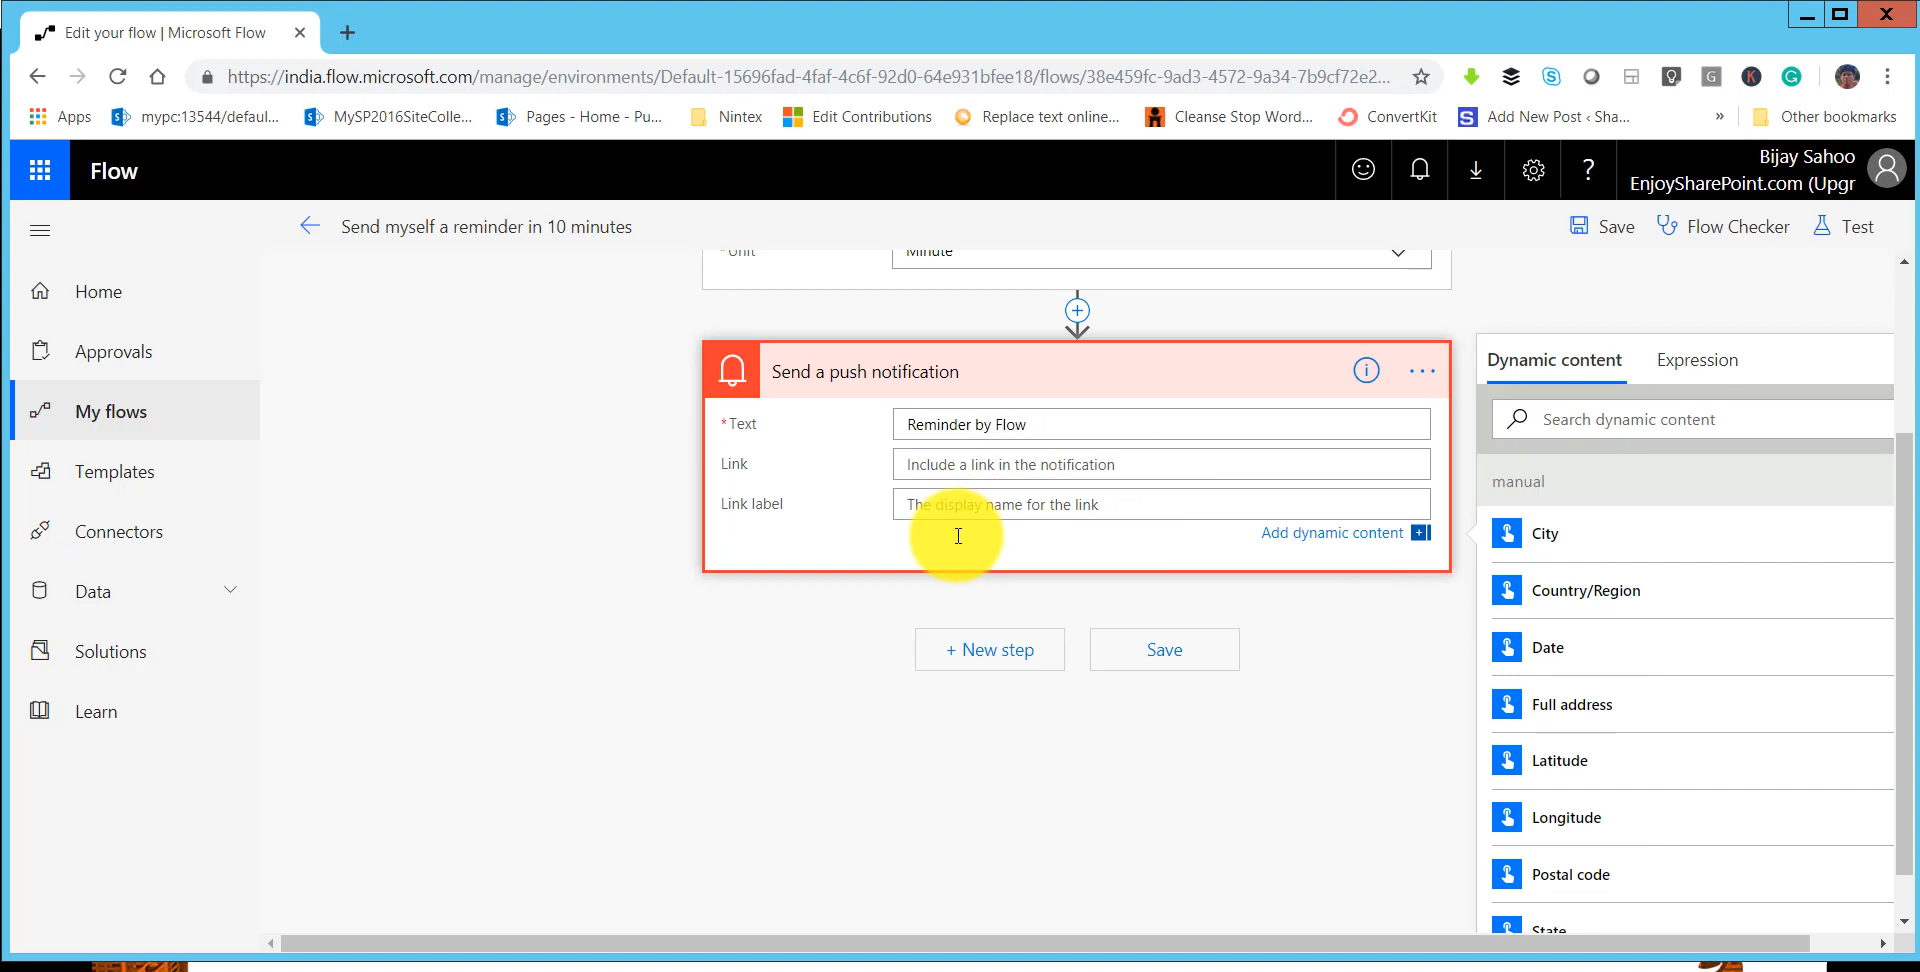 Edit your flow | Microsoft Flow
https://india.flow.microsoft.com/manage/environments/Default-15696fad-4faf-4c6f-92d0-64e931bfee18/flows/38e459fc-9ad3-4572-9a34-7b9cf72e2...
Apps mypc:13544/defaul... MySP2016SiteColle... Pages - Home - Pu... Nintex Edit Contributions Replace text online... Cleanse Stop Word... ConvertKit Add New Post ‹ Sha... » Other bookmarks
Flow
Bijay Sahoo
EnjoySharePoint.com (Upgr
Send myself a reminder in 10 minutes
Save
Flow Checker
Test
Home
Approvals
My flows
Templates
Connectors
Data
Solutions
Learn
* Unit Minute
Send a push notification
* Text Reminder by Flow
Link Include a link in the notification
Link label The display name for the link
Add dynamic content
+ New step
Save
Dynamic content Expression
Search dynamic content
manual
City
Country/Region
Date
Full address
Latitude
Longitude
Postal code
State